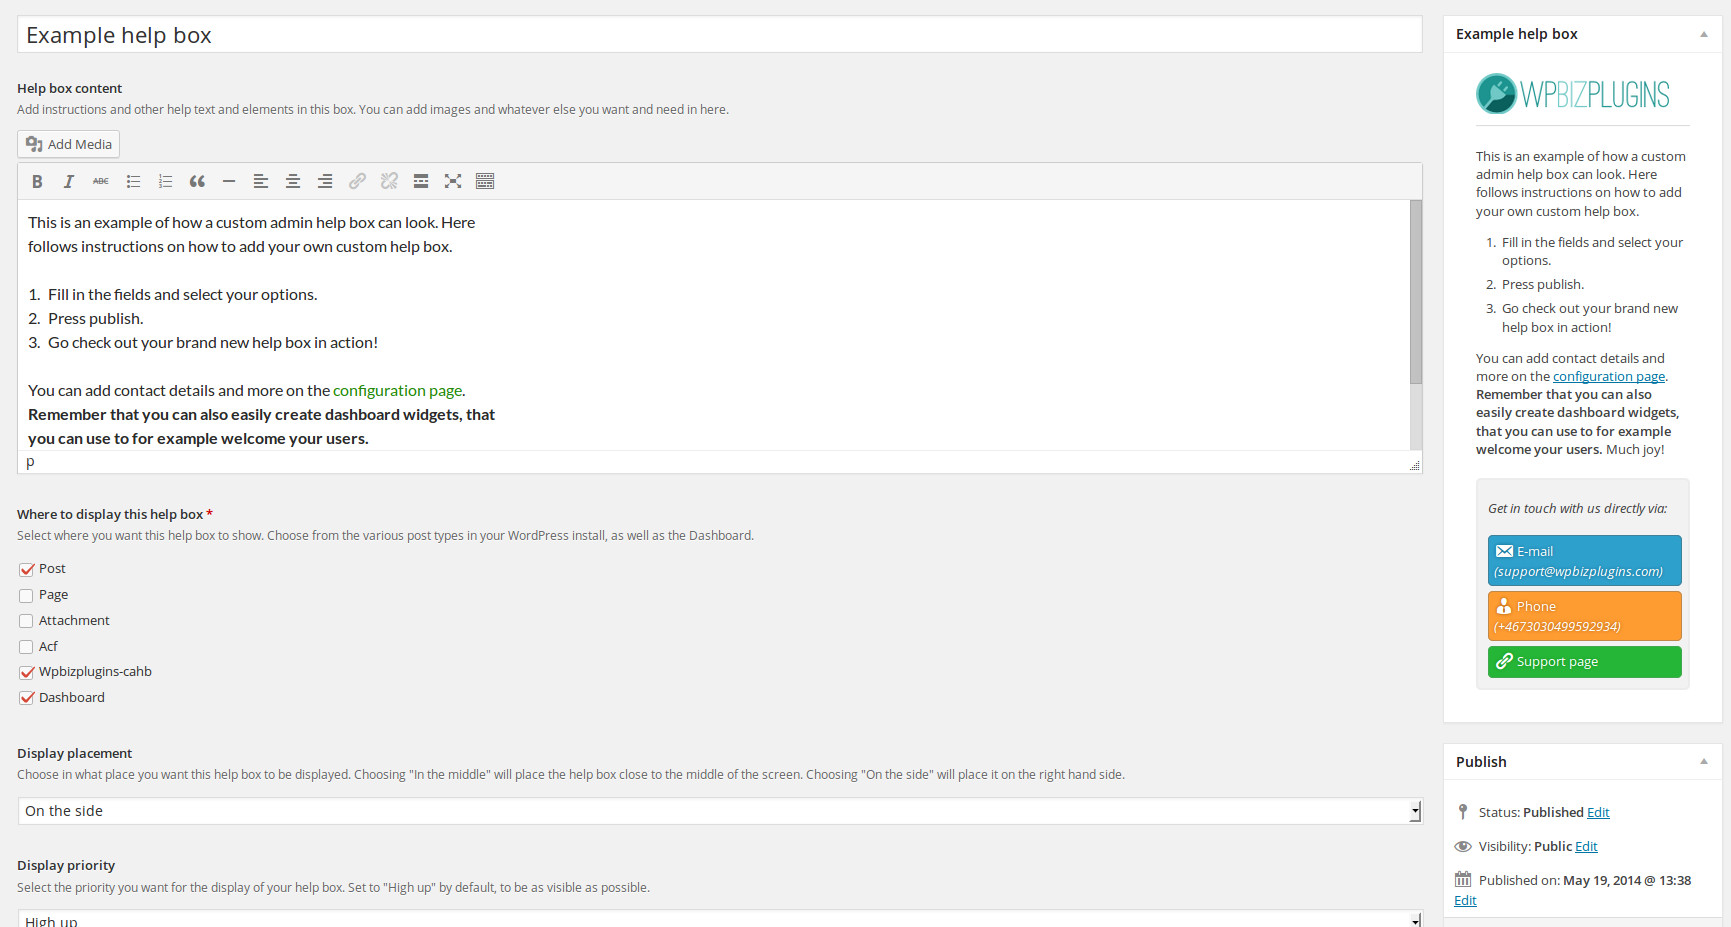 Example help box
Help box content
Add instructions and other help text and elements in this box. You can add images and whatever else you want and need in here.
Add Media
B I ABC
This is an example of how a custom admin help box can look. Here
follows instructions on how to add your own custom help box.
1. Fill in the fields and select your options.
2. Press publish.
3. Go check out your brand new help box in action!
You can add contact details and more on the configuration page.
Remember that you can also easily create dashboard widgets, that
you can use to for example welcome your users.
p
Where to display this help box *
Select where you want this help box to show. Choose from the various post types in your WordPress install, as well as the Dashboard.
Post
Page
Attachment
Acf
Wpbizplugins-cahb
Dashboard
Display placement
Choose in what place you want this help box to be displayed. Choosing "In the middle" will place the help box close to the middle of the screen. Choosing "On the side" will place it on the right hand side.
On the side
Display priority
Select the priority you want for the display of your help box. Set to "High up" by default, to be as visible as possible.
High up
Example help box
WPBIZPLUGINS
This is an example of how a custom
admin help box can look. Here
follows instructions on how to add
your own custom help box.
1. Fill in the fields and select your
options.
2. Press publish.
3. Go check out your brand new
help box in action!
You can add contact details and
more on the configuration page.
Remember that you can also
easily create dashboard widgets,
that you can use to for example
welcome your users. Much joy!
Get in touch with us directly via:
E-mail
(support@wpbizplugins.com)
Phone
(+4673030499592934)
Support page
Publish
Status: Published Edit
Visibility: Public Edit
Published on: May 19, 2014 @ 13:38
Edit